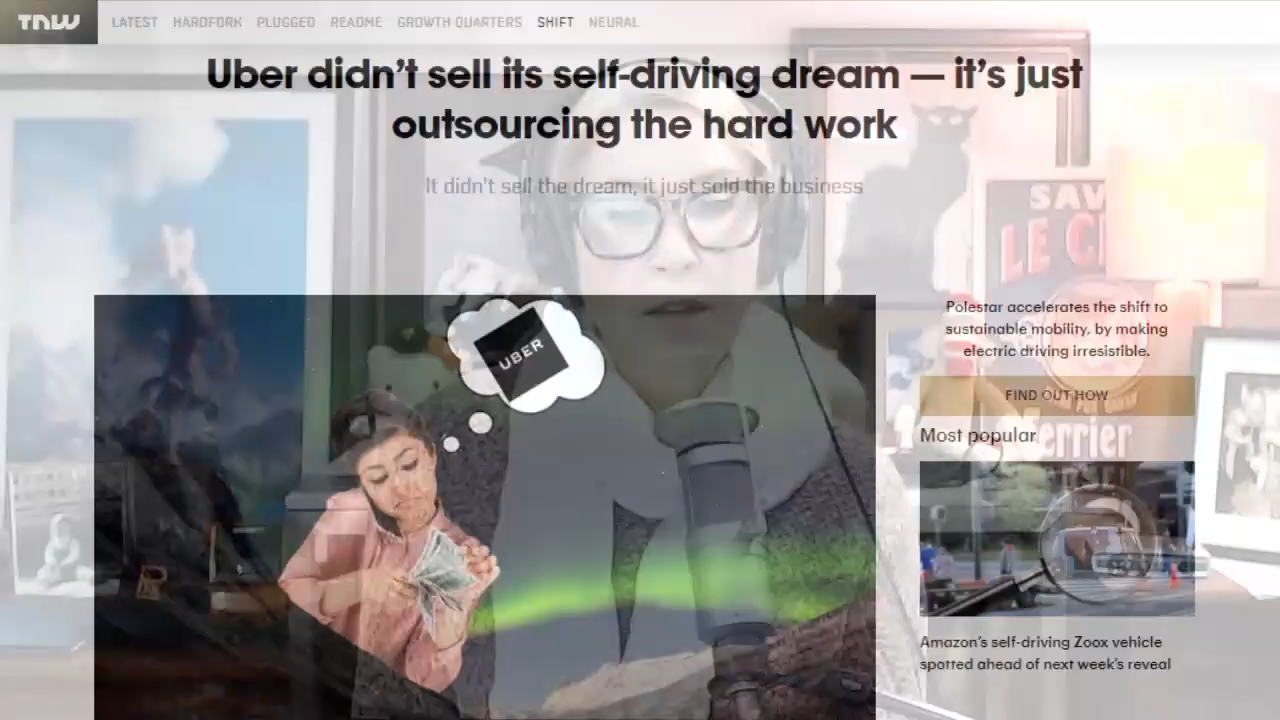 TNW LATEST HARDFORK PLUGGED README GROWTH QUARTERS SHIFT NEURAL
Uber didn't sell its self-driving dream — it's just
outsourcing the hard work
It didn't sell the dream, it just sold the business
SAV
LE C
UBER
Polestar accelerates the shift to
sustainable mobility, by making
electric driving irresistible.
FIND OUT HOW
Most popular
errier
Amazon's self-driving Zoox vehicle
spotted ahead of next week's reveal